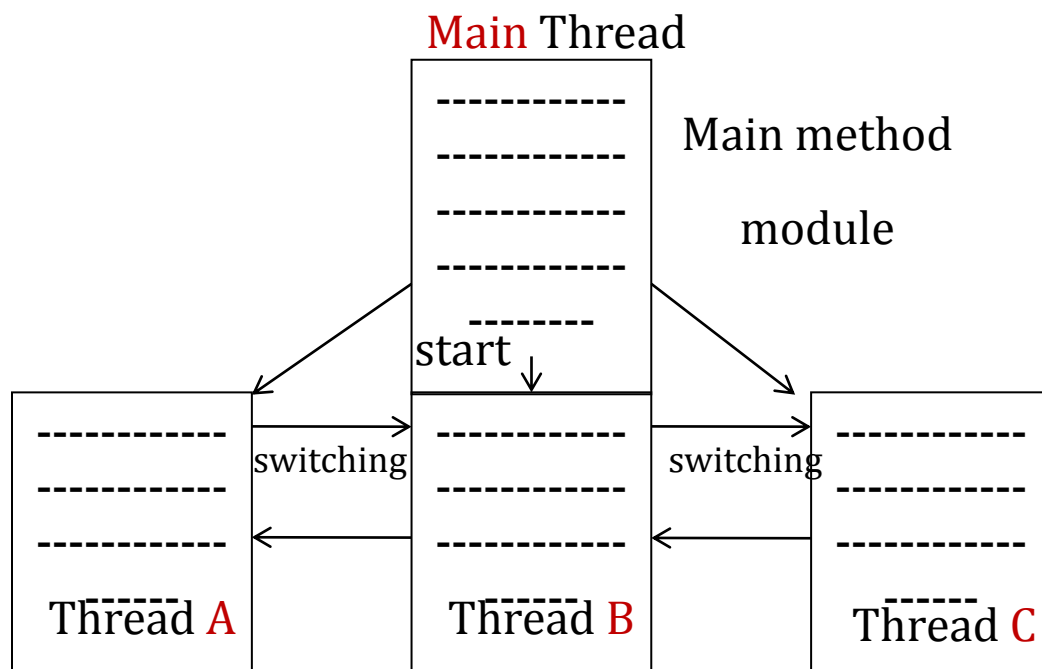 Main Thread
Main method
module
start
switching
switching
Thread A
Thread B
Thread C